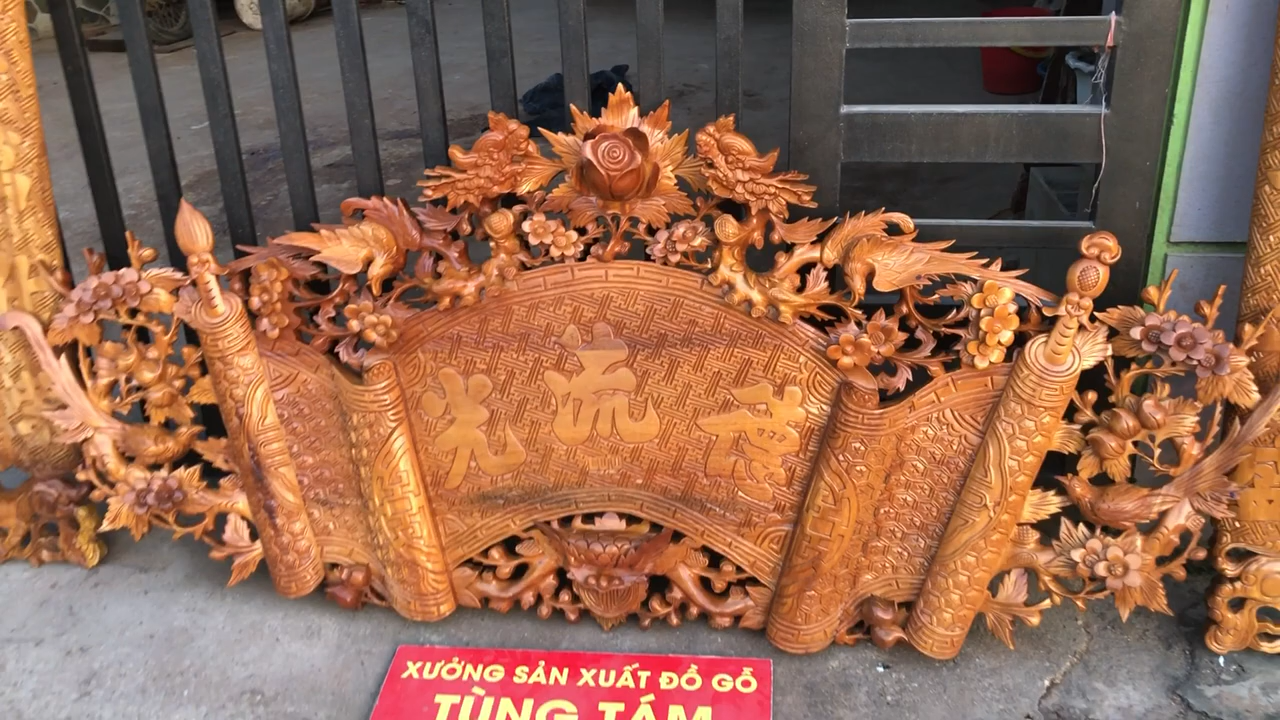 德流光
XƯỞNG SẢN XUẤT ĐỒ GỖ
TÙNG TÁM